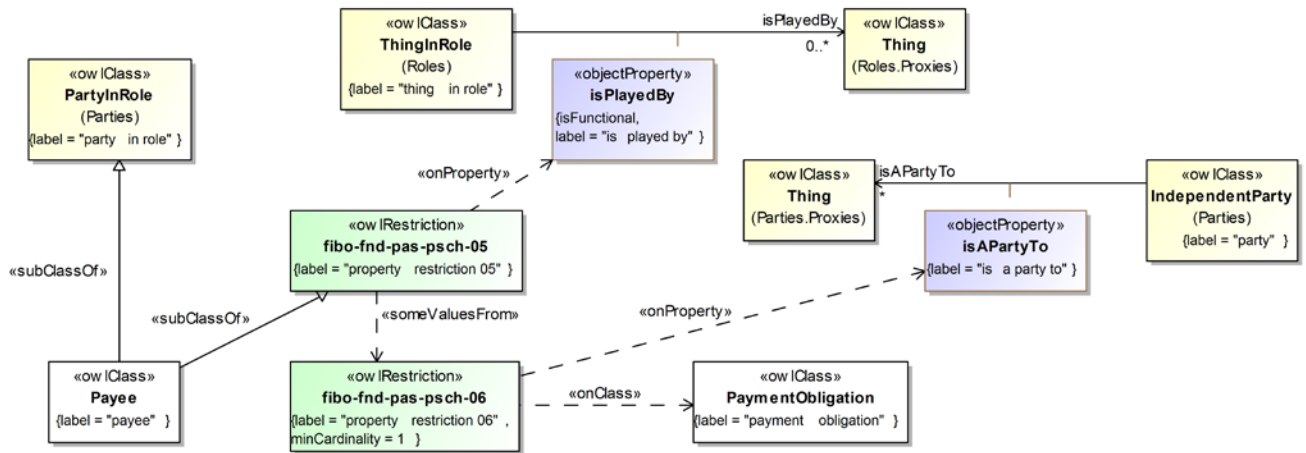 «owlClass»
ThingInRole
(Roles)
{label = "thing in role" }
isPlayedBy
0..*
«owlClass»
Thing
(Roles.Proxies)
«owlClass»
PartyInRole
(Parties)
{label = "party in role" }
«objectProperty»
isPlayedBy
{isFunctional,
label = "is played by" }
«onProperty»
«owlClass»
Thing
(Parties.Proxies)
isAPartyTo
*
«owlClass»
IndependentParty
(Parties)
{label = "party" }
«owlRestriction»
fibo-fnd-pas-psch-05
{label = "property restriction 05" }
«objectProperty»
isAPartyTo
{label = "is a party to" }
«subClassOf»
«subClassOf»
«someValuesFrom»
«onProperty»
«owlClass»
Payee
{label = "payee" }
«owlRestriction»
fibo-fnd-pas-psch-06
{label = "property restriction 06" ,
minCardinality = 1 }
«onClass»
«owlClass»
PaymentObligation
{label = "payment obligation" }